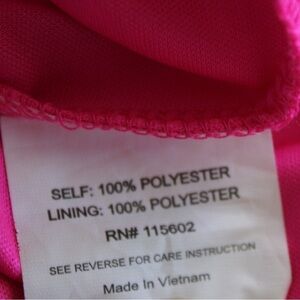 SELF: 100% POLYESTER
LINING: 100% POLYESTER
RN# 115602
SEE REVERSE FOR CARE INSTRUCTION
Made In Vietnam